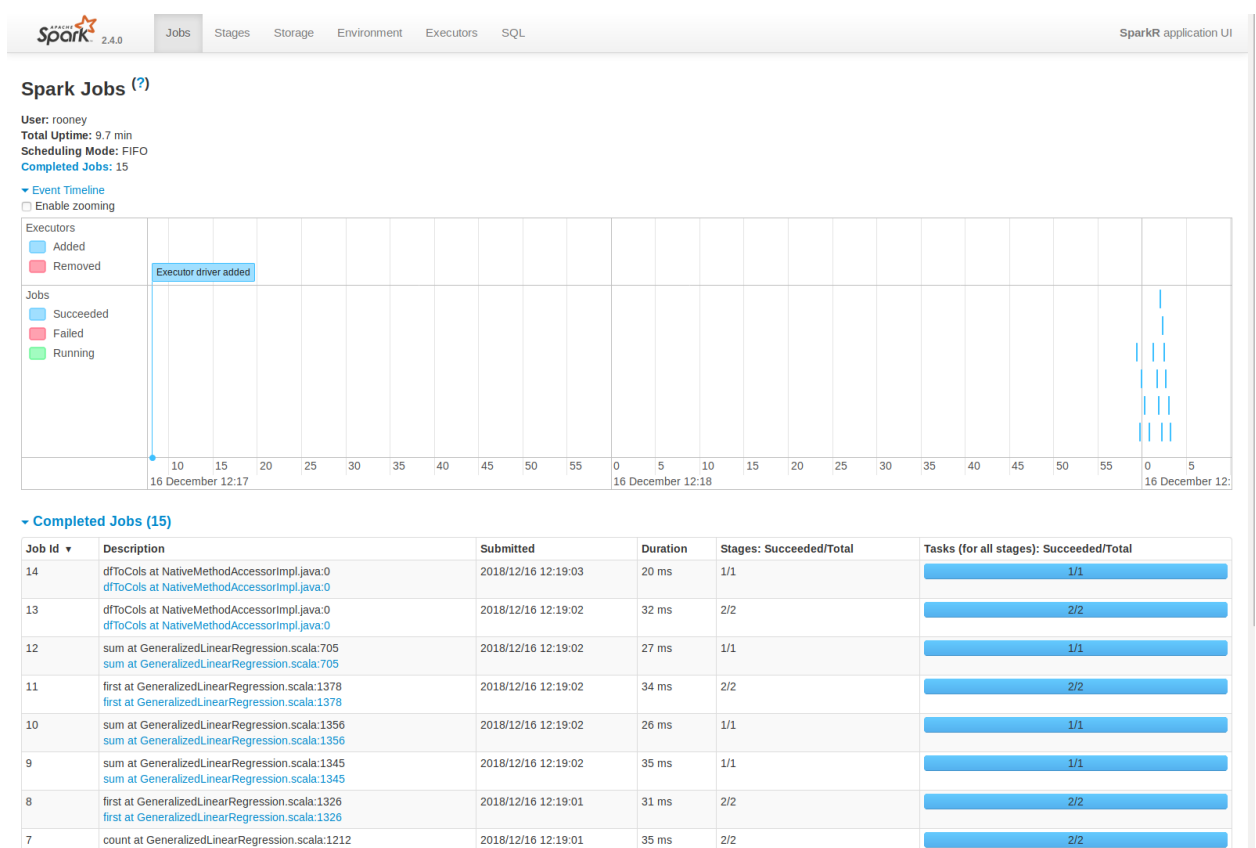 APACHE
Spark 2.4.0 Jobs Stages Storage Environment Executors SQL SparkR application UI
Spark Jobs (?)
User: rooney
Total Uptime: 9.7 min
Scheduling Mode: FIFO
Completed Jobs: 15
Event Timeline
Enable zooming
Executors
Added
Removed
Executor driver added
Jobs
Succeeded
Failed
Running
10 15 20 25 30 35 40 45 50 55 0 5 10 15 20 25 30 35 40 45 50 55 0 5
16 December 12:17 16 December 12:18 16 December 12:
Completed Jobs (15)
Job Id ▾ Description Submitted Duration Stages: Succeeded/Total Tasks (for all stages): Succeeded/Total
14 dfToCols at NativeMethodAccessorImpl.java:0 2018/12/16 12:19:03 20 ms 1/1 1/1
dfToCols at NativeMethodAccessorImpl.java:0
13 dfToCols at NativeMethodAccessorImpl.java:0 2018/12/16 12:19:02 32 ms 2/2 2/2
dfToCols at NativeMethodAccessorImpl.java:0
12 sum at GeneralizedLinearRegression.scala:705 2018/12/16 12:19:02 27 ms 1/1 1/1
sum at GeneralizedLinearRegression.scala:705
11 first at GeneralizedLinearRegression.scala:1378 2018/12/16 12:19:02 34 ms 2/2 2/2
first at GeneralizedLinearRegression.scala:1378
10 sum at GeneralizedLinearRegression.scala:1356 2018/12/16 12:19:02 26 ms 1/1 1/1
sum at GeneralizedLinearRegression.scala:1356
9 sum at GeneralizedLinearRegression.scala:1345 2018/12/16 12:19:02 35 ms 1/1 1/1
sum at GeneralizedLinearRegression.scala:1345
8 first at GeneralizedLinearRegression.scala:1326 2018/12/16 12:19:01 31 ms 2/2 2/2
first at GeneralizedLinearRegression.scala:1326
7 count at GeneralizedLinearRegression.scala:1212 2018/12/16 12:19:01 35 ms 2/2 2/2